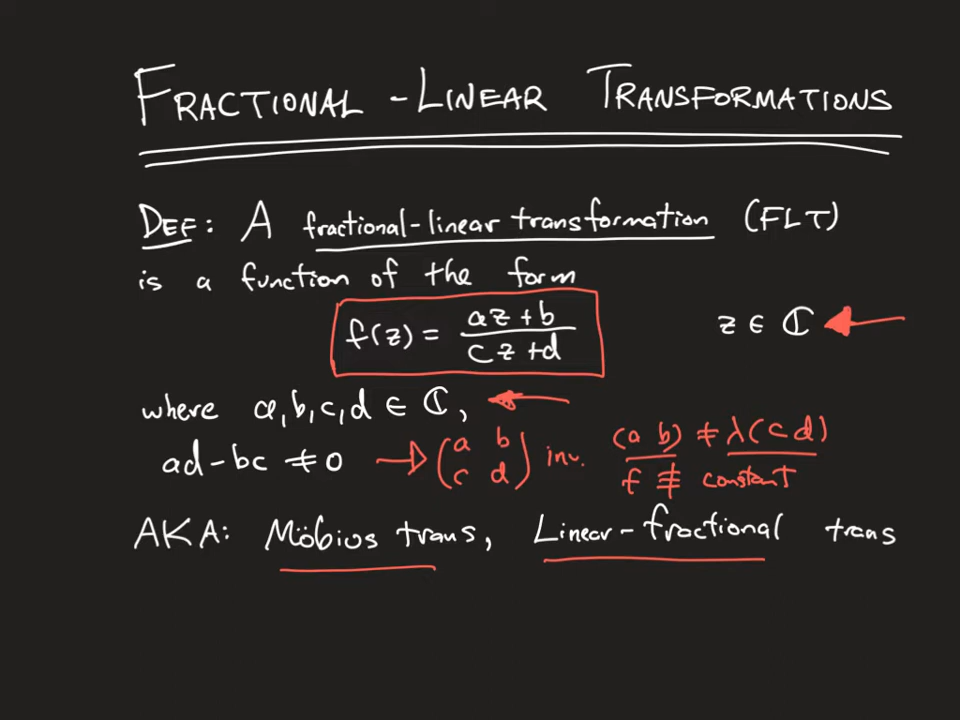 FRACTIONAL-LINEAR TRANSFORMATIONS
DEF: A fractional-linear transformation (FLT)
is a function of the form
f(z) = (az+b)/(cz+d) z ∈ ℂ
where a,b,c,d ∈ ℂ,
ad-bc ≠ 0 → (a b; c d) inv. (a b) ≠ λ(c d)
f ≢ constant
AKA: Möbius trans, Linear-fractional trans